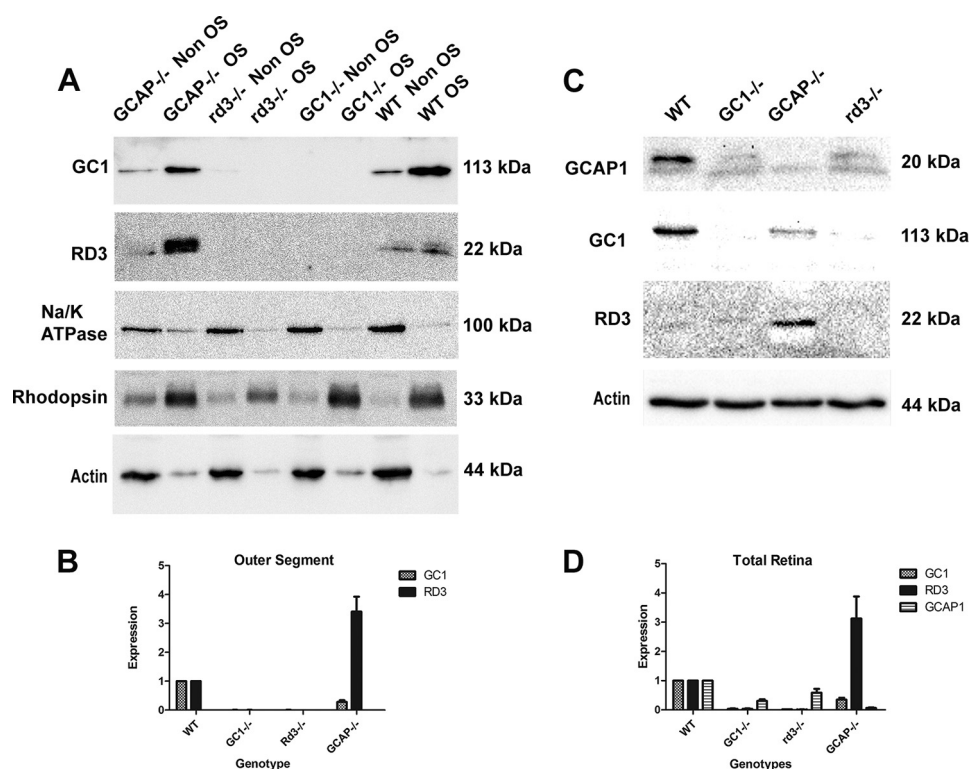 A
GCAP-/- Non OS
GCAP-/- OS
rd3-/- Non OS
rd3-/- OS
GC1-/- Non OS
GC1-/- OS
WT Non OS
WT OS
GC1
113 kDa
RD3
22 kDa
Na/K
ATPase
100 kDa
Rhodopsin
33 kDa
Actin
44 kDa
B
Outer Segment
GC1
RD3
Expression
5
4
3
2
1
0
WT
GC1-/-
Rd3-/-
GCAP-/-
Genotype
C
WT
GC1-/-
GCAP-/-
rd3-/-
GCAP1
20 kDa
GC1
113 kDa
RD3
22 kDa
Actin
44 kDa
D
Total Retina
GC1
RD3
GCAP1
Expression
5
4
3
2
1
0
WT
GC1-/-
rd3-/-
GCAP-/-
Genotypes